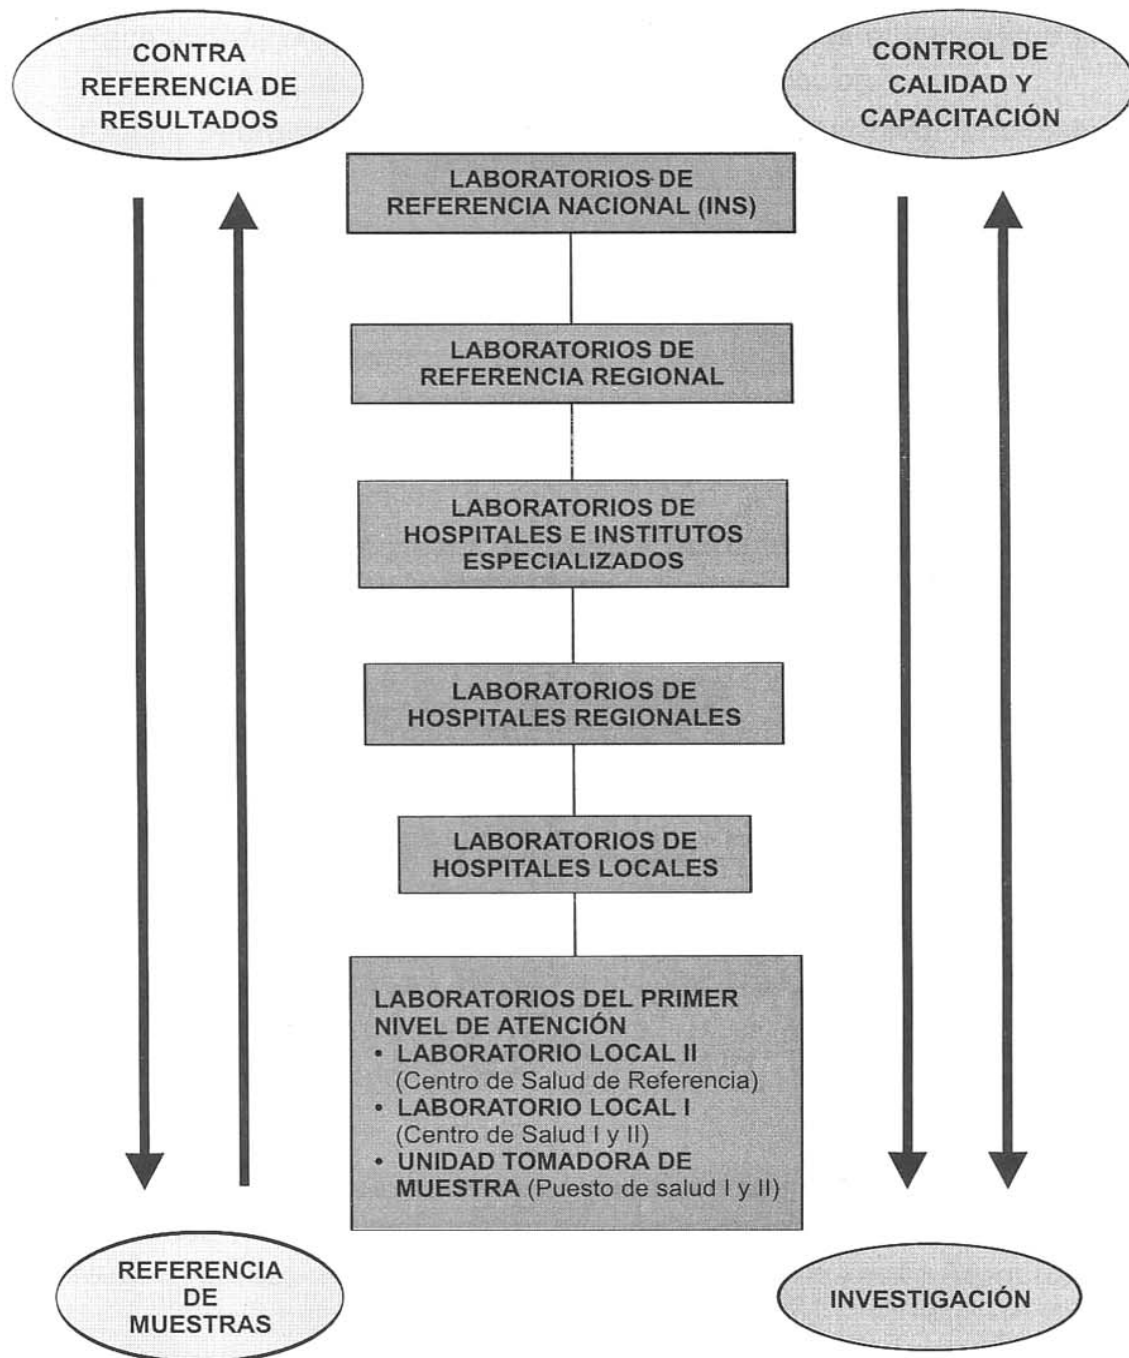 CONTRA
REFERENCIA DE
RESULTADOS
CONTROL DE
CALIDAD Y
CAPACITACIÓN
LABORATORIOS DE
REFERENCIA NACIONAL (INS)
LABORATORIOS DE
REFERENCIA REGIONAL
LABORATORIOS DE
HOSPITALES E INSTITUTOS
ESPECIALIZADOS
LABORATORIOS DE
HOSPITALES REGIONALES
LABORATORIOS DE
HOSPITALES LOCALES
LABORATORIOS DEL PRIMER
NIVEL DE ATENCIÓN
• LABORATORIO LOCAL II
(Centro de Salud de Referencia)
• LABORATORIO LOCAL I
(Centro de Salud I y II)
• UNIDAD TOMADORA DE
MUESTRA (Puesto de salud I y II)
REFERENCIA
DE
MUESTRAS
INVESTIGACIÓN